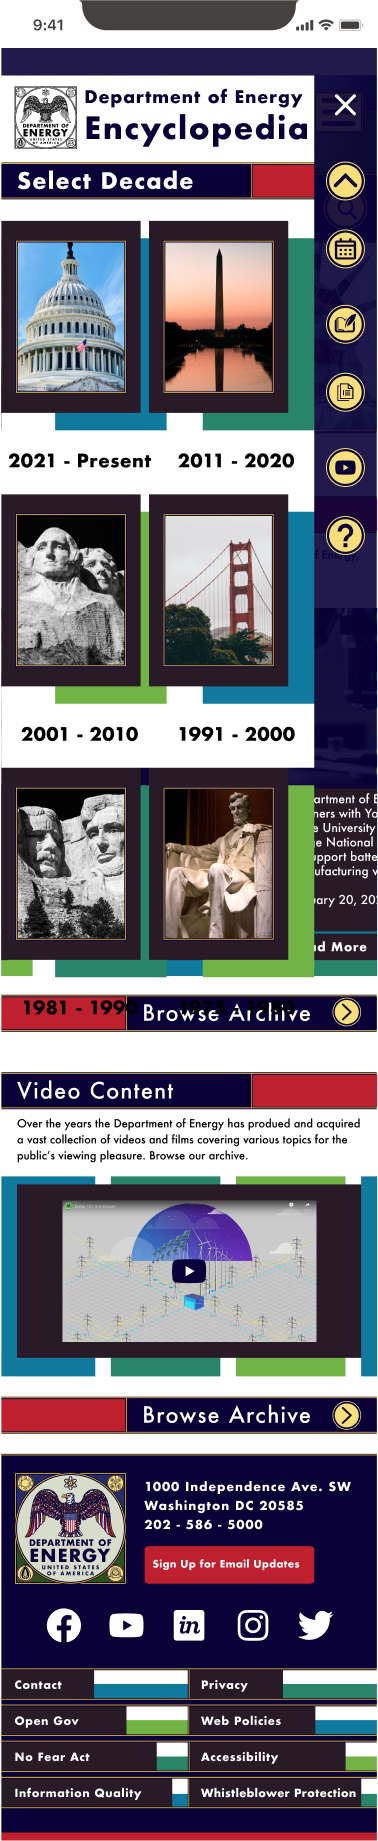 9:41
DEPARTMENT OF
ENERGY
UNITED STATES
OF AMERICA
Department of Energy
Encyclopedia
Select Decade
2021 - Present
2011 - 2020
2001 - 2010
1991 - 2000
f Energy,
artment of E
ners with Yo
e University
e National
upport batte
ufacturing v
ary 20, 20
ad More
1981 - 1990
Browse Archive
Video Content
Over the years the Department of Energy has produed and acquired
a vast collection of videos and films covering various topics for the
public's viewing pleasure. Browse our archive.
Browse Archive
DEPARTMENT OF
ENERGY
UNITED STATES
OF AMERICA
1000 Independence Ave. SW
Washington DC 20585
202 - 586 - 5000
Sign Up for Email Updates
Contact
Privacy
Open Gov
Web Policies
No Fear Act
Accessibility
Information Quality
Whistleblower Protection